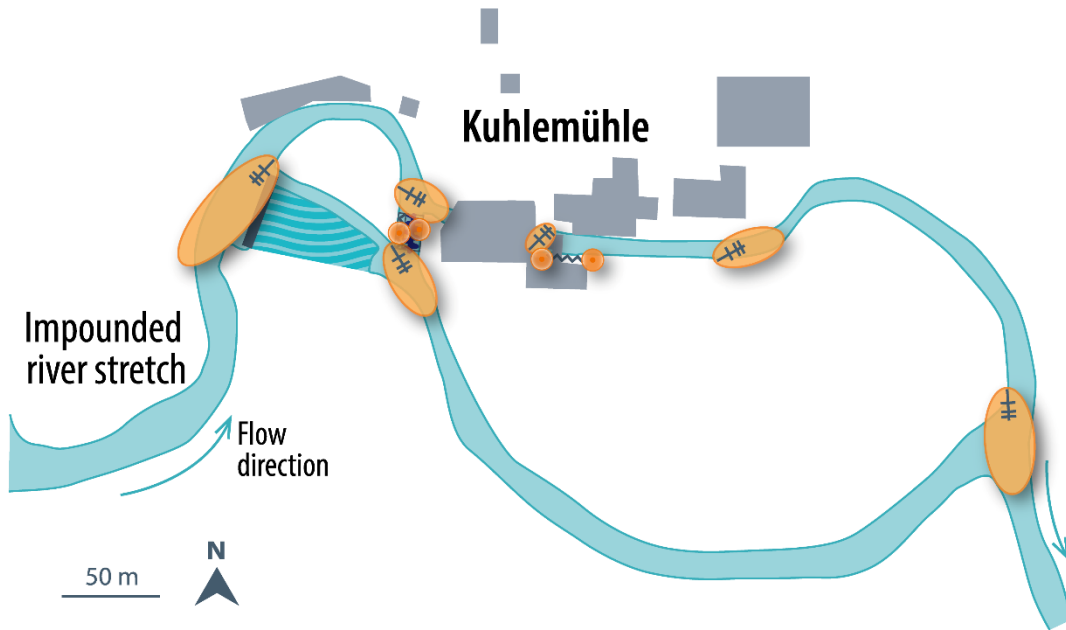 Kuhlemühle
Impounded
river stretch
Flow
direction
N
50 m